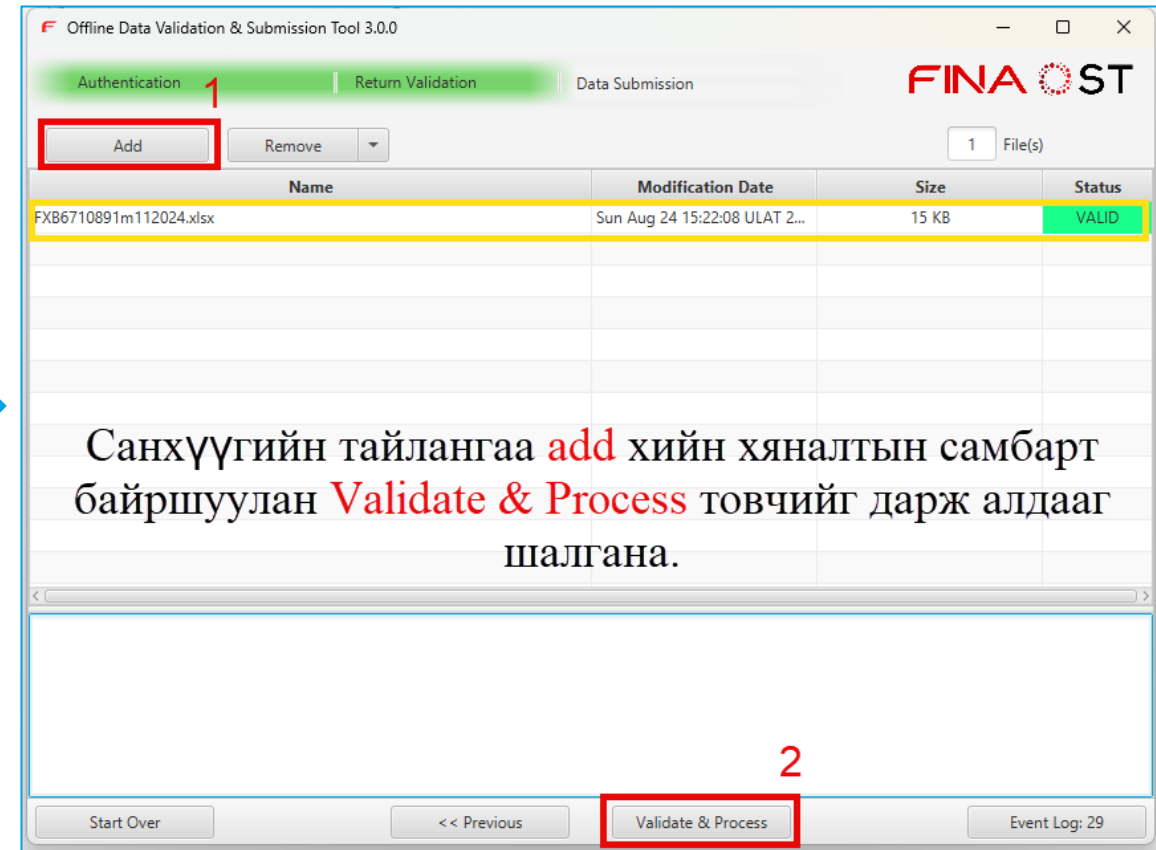 Offline Data Validation & Submission Tool 3.0.0
Authentication Return Validation Data Submission FINA OST
1
Add Remove 1 File(s)
Name Modification Date Size Status
FXB6710891m112024.xlsx Sun Aug 24 15:22:08 ULAT 2... 15 KB VALID
Санхүүгийн тайлангаа add хийн хяналтын самбарт
байршуулан Validate & Process товчийг дарж алдааг
шалгана.
2
Start Over << Previous Validate & Process Event Log: 29